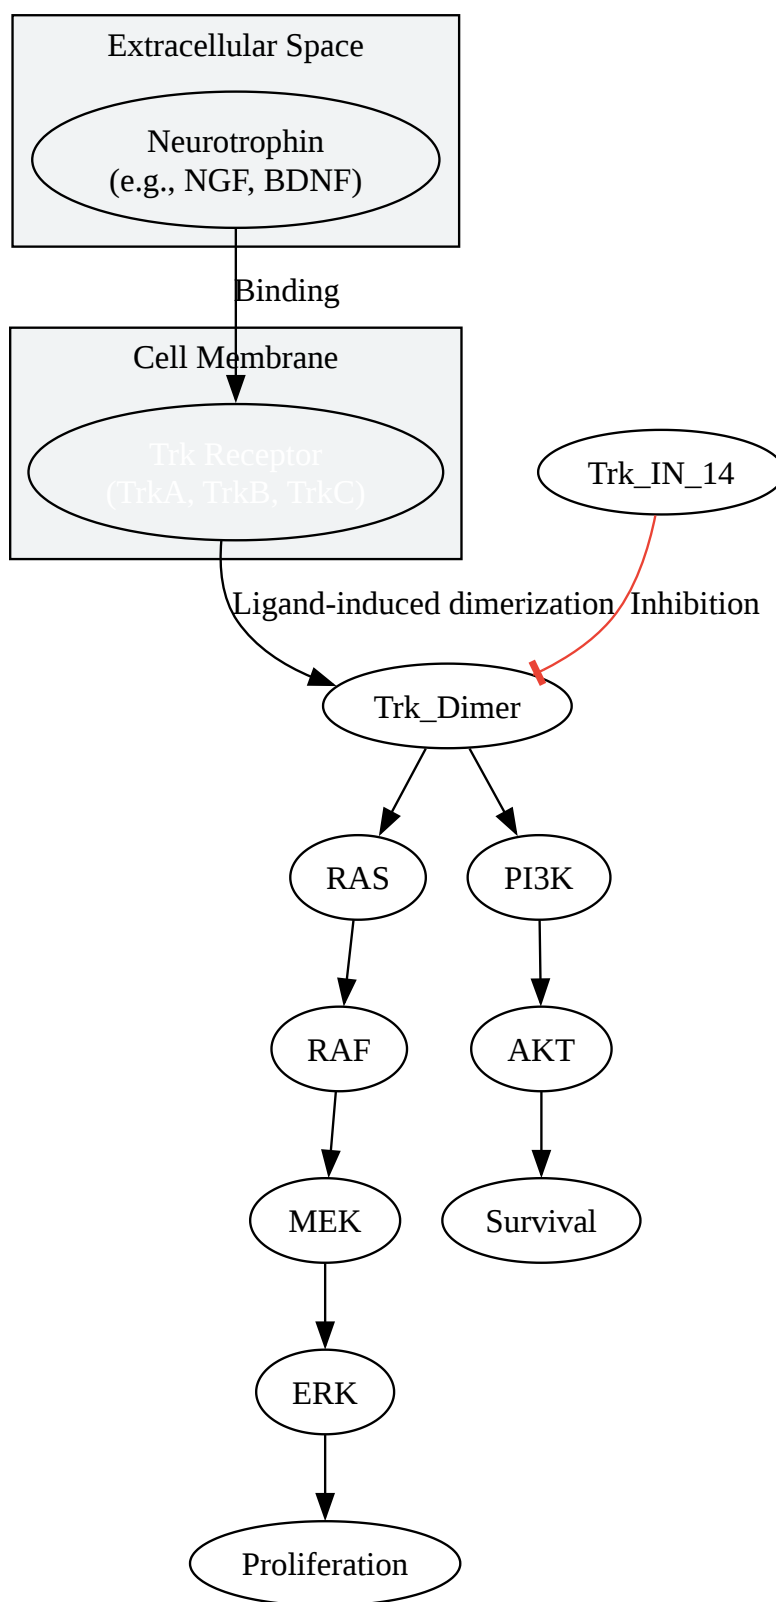 Extracellular Space
Neurotrophin
(e.g., NGF, BDNF)
Binding
Cell Membrane
Trk Receptor
(TrkA, TrkB, TrkC)
Trk_IN_14
Ligand-induced dimerization
Inhibition
Trk_Dimer
RAS
PI3K
RAF
AKT
MEK
Survival
ERK
Proliferation